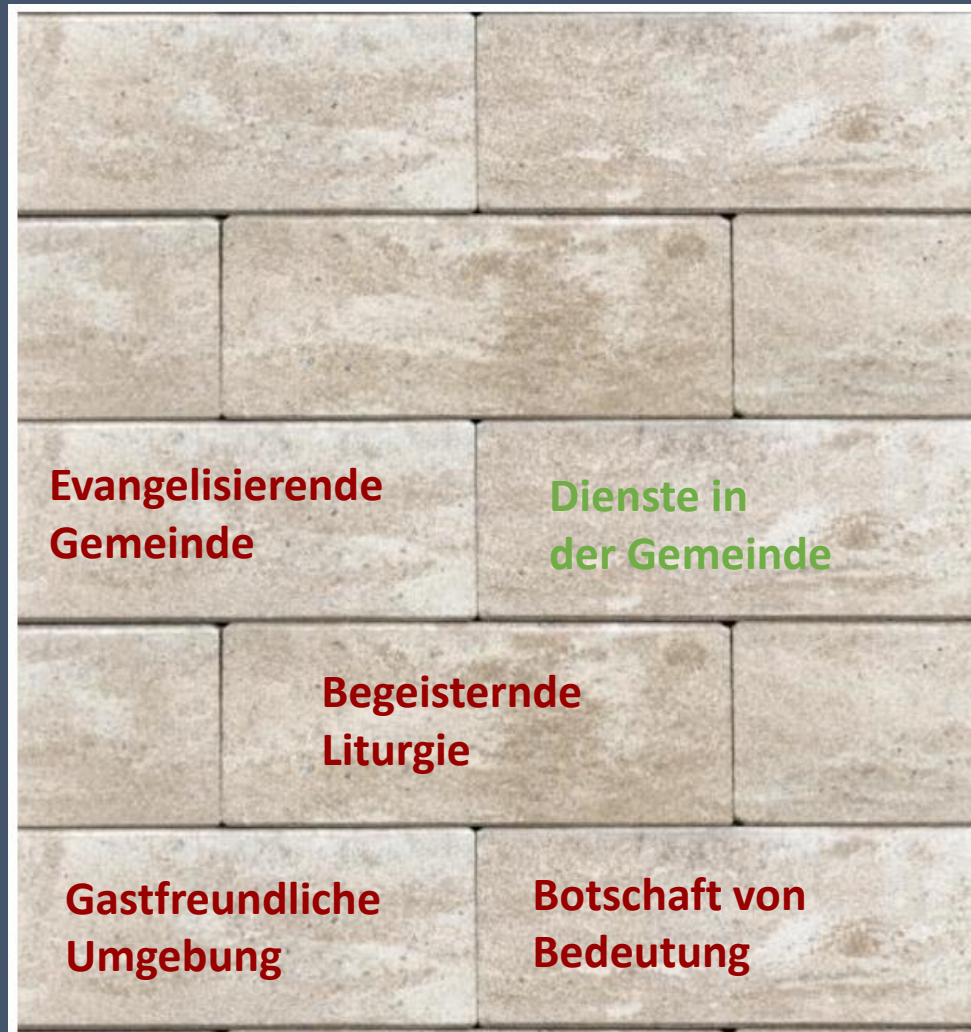 Evangelisierende
Gemeinde
Dienste in
der Gemeinde
Begeisternde
Liturgie
Gastfreundliche
Umgebung
Botschaft von
Bedeutung